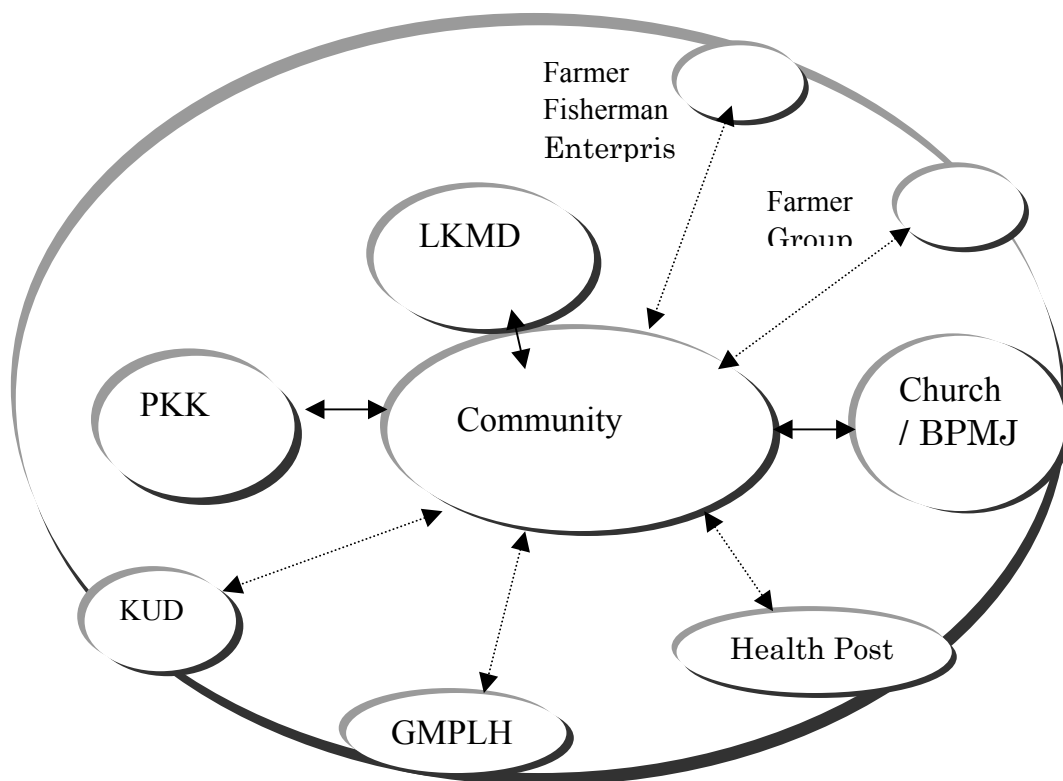 Farmer
Fisherman
Enterpris
Farmer
Group
LKMD
PKK
Community
Church
/ BPMJ
KUD
Health Post
GMPLH